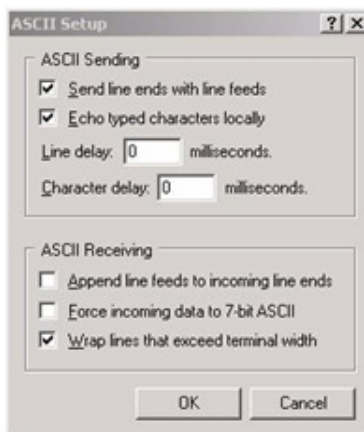 ASCII Setup
ASCII Sending
Send line ends with line feeds
Echo typed characters locally
Line delay: 0 milliseconds.
Character delay: 0 milliseconds.
ASCII Receiving
Append line feeds to incoming line ends
Force incoming data to 7-bit ASCII
Wrap lines that exceed terminal width
OK Cancel